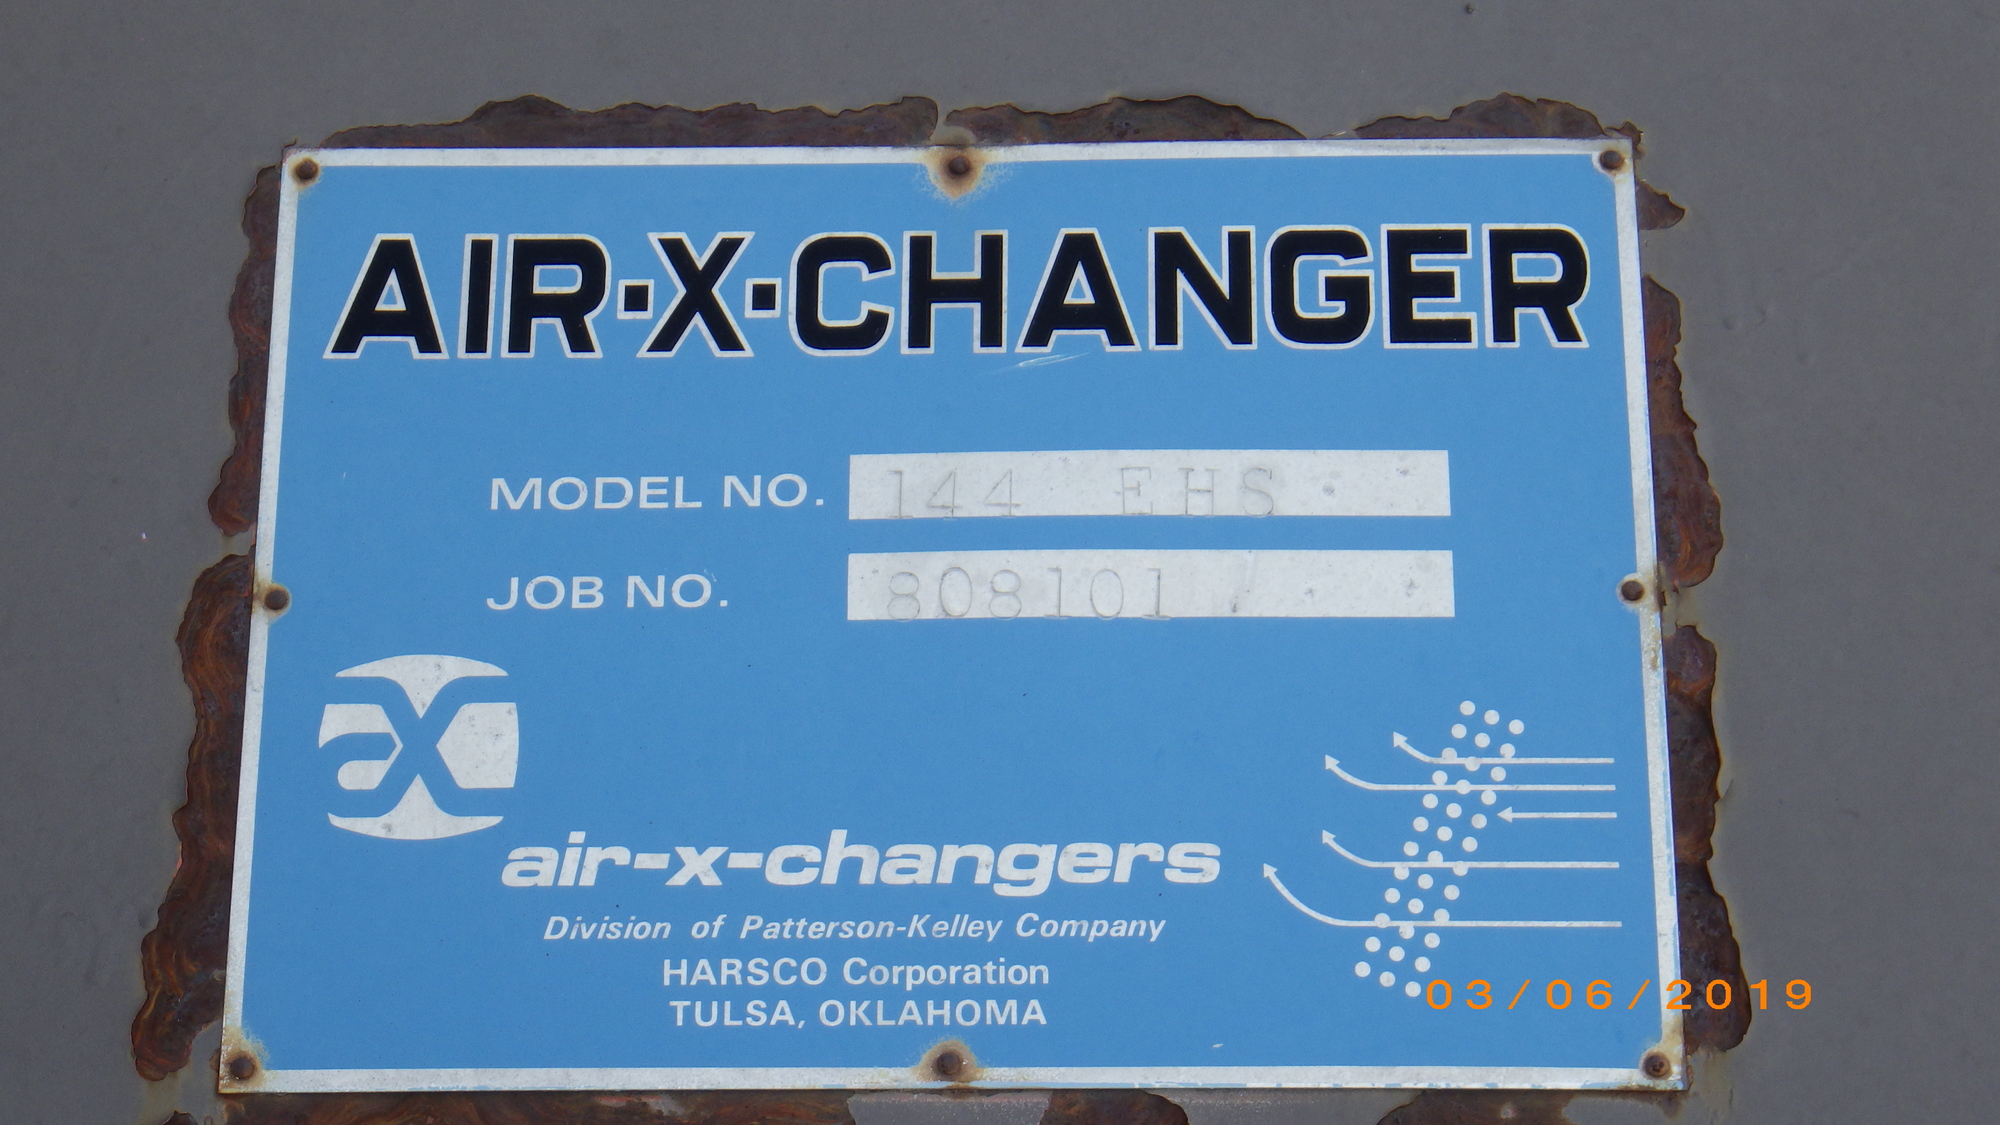 AIR·X·CHANGER
MODEL NO. 144 EHS
JOB NO. 808101
ax
air-x-changers
Division of Patterson-Kelley Company
HARSCO Corporation
TULSA, OKLAHOMA
03/06/2019